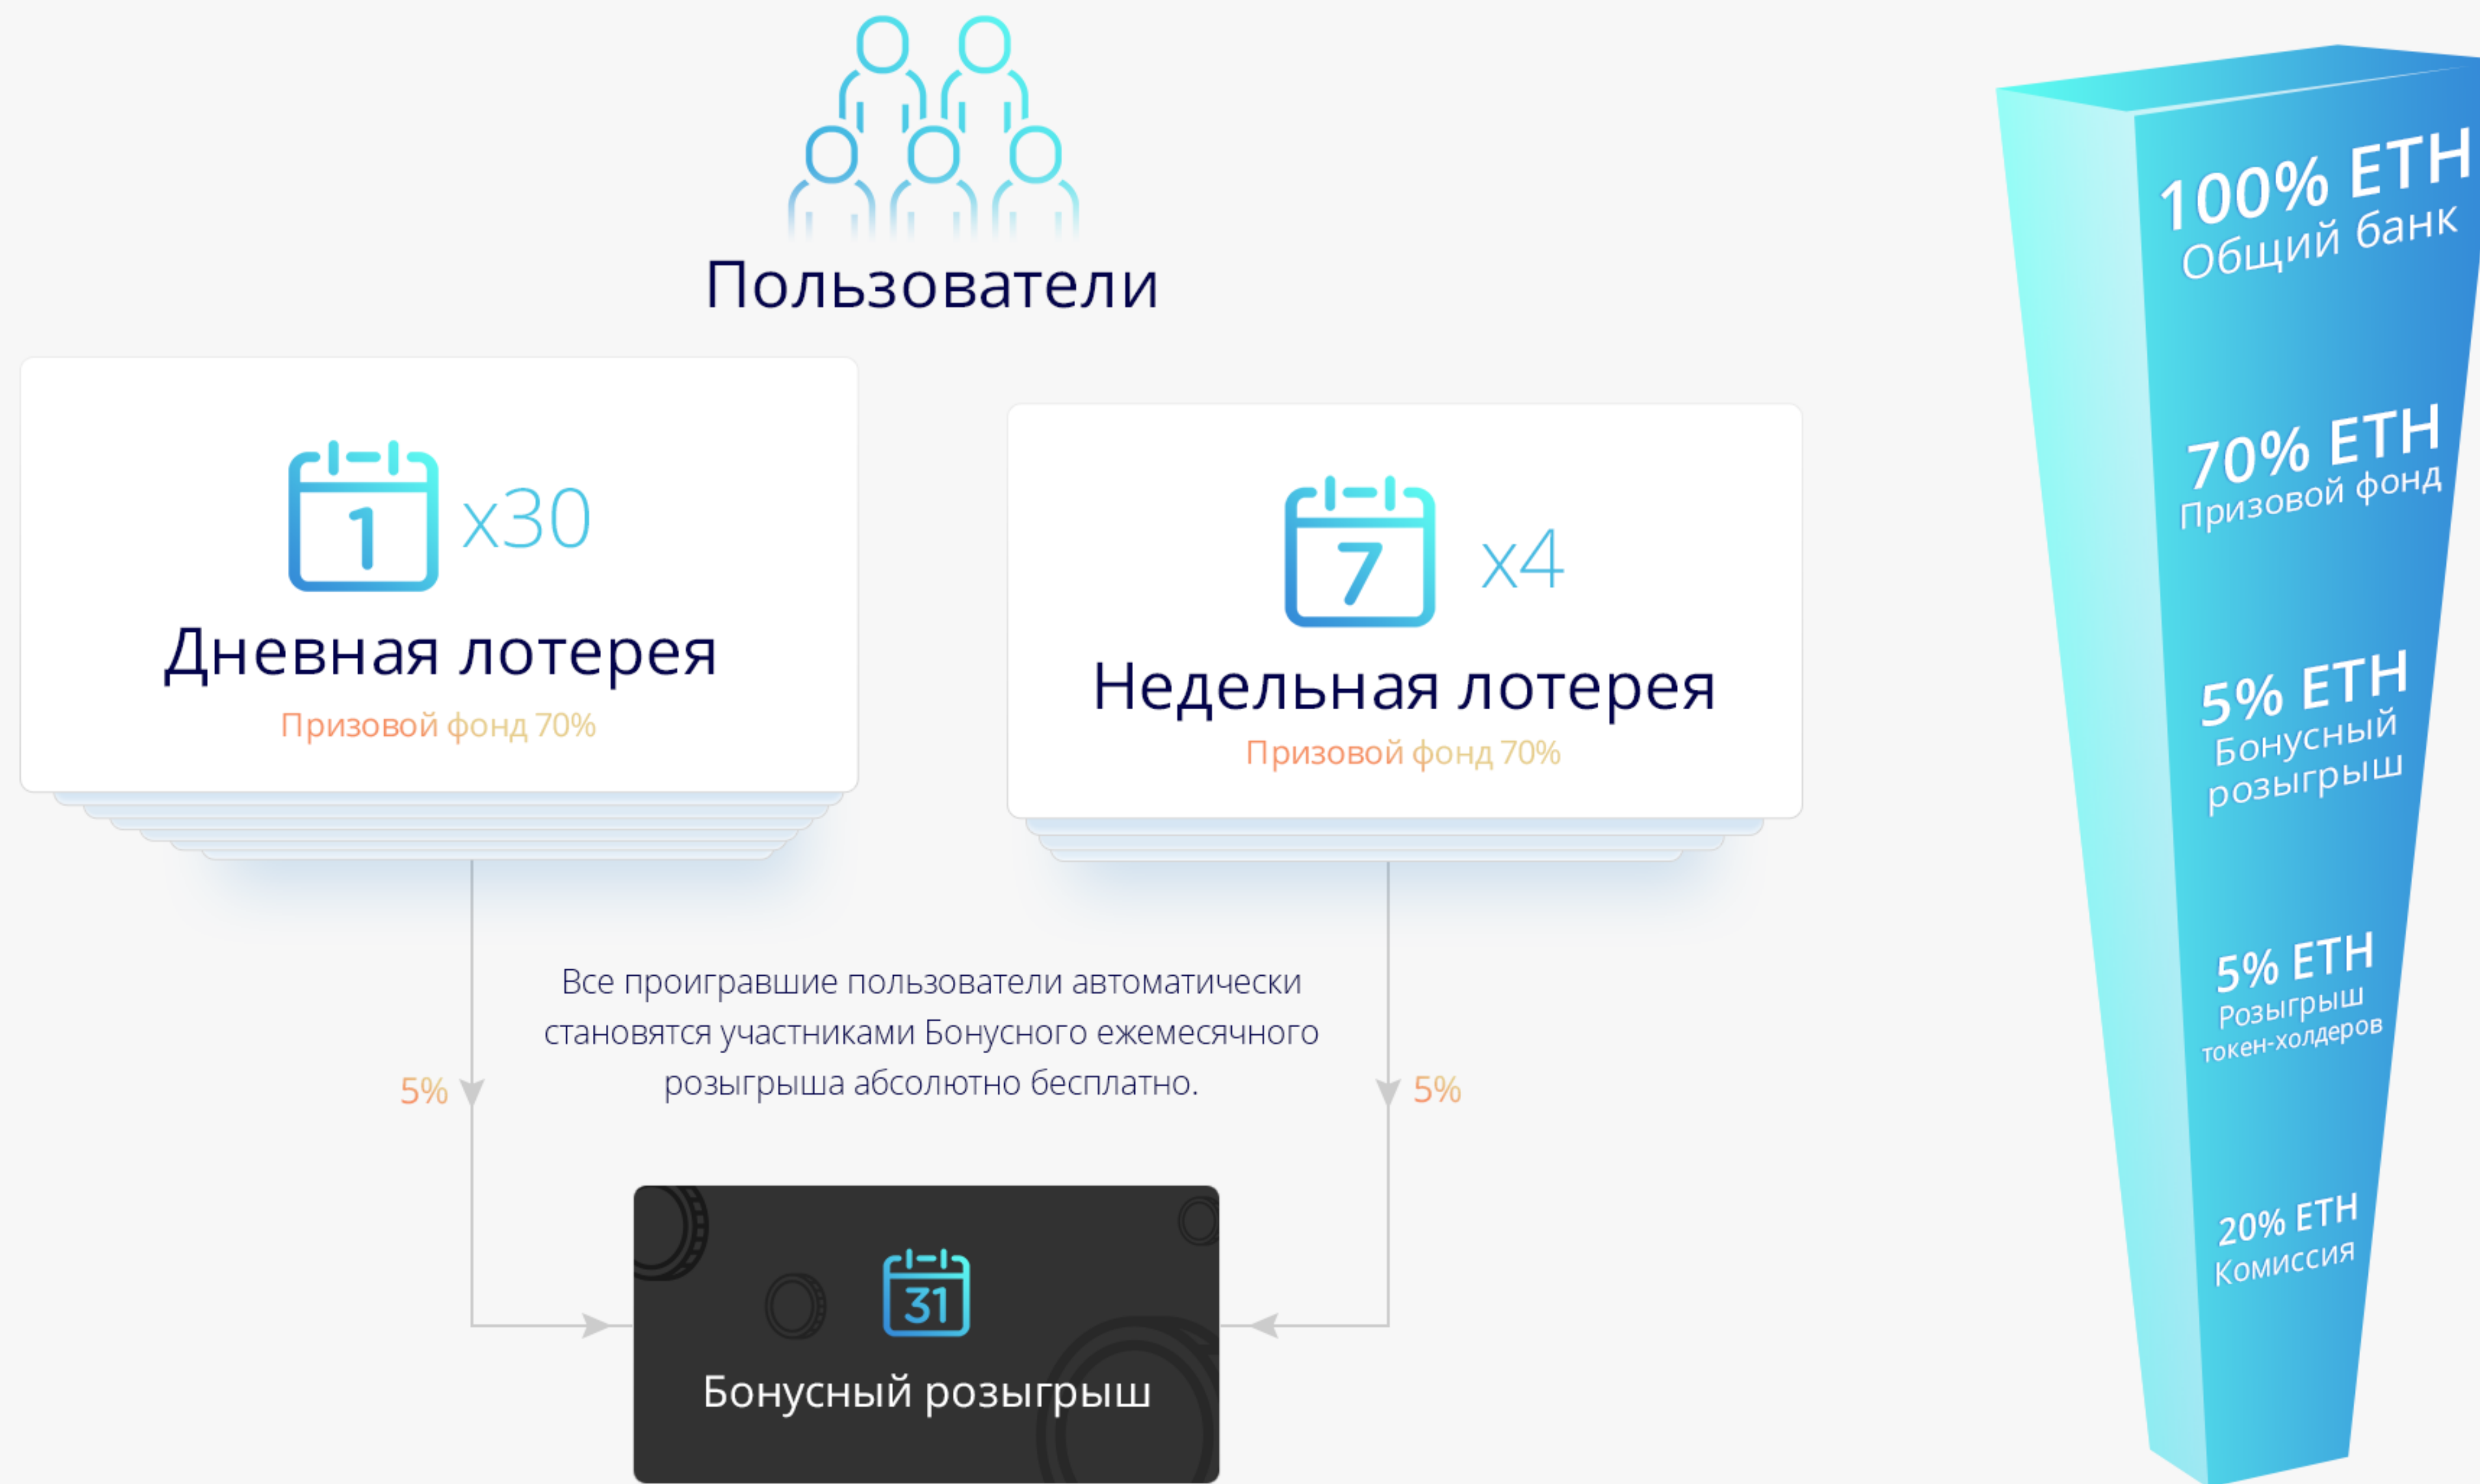 Пользователи
1
x30
Дневная лотерея
Призовой фонд 70%
7
x4
Недельная лотерея
Призовой фонд 70%
Все проигравшие пользователи автоматически
становятся участниками Бонусного ежемесячного
розыгрыша абсолютно бесплатно.
5%
5%
31
Бонусный розыгрыш
100% ETH
Общий банк
70% ETH
Призовой фонд
5% ETH
Бонусный
розыгрыш
5% ETH
Розыгрыш
токен-холдеров
20% ETH
Комиссия